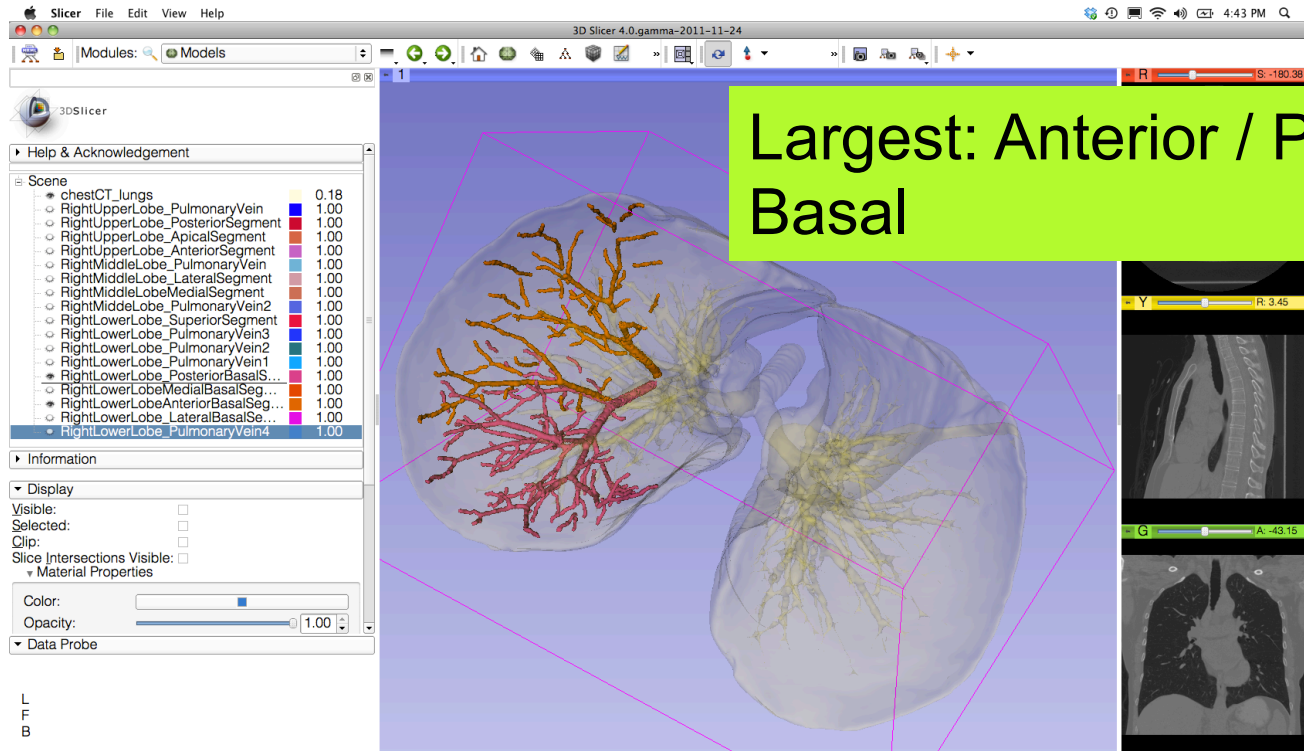 Slicer File Edit View Help 4:43 PM
3D Slicer 4.0.gamma-2011-11-24
Modules: Models
1
R S: -180.38
3DSlicer
Largest: Anterior / P
Basal
Help & Acknowledgement
Scene
chestCT_lungs 0.18
RightUpperLobe_PulmonaryVein 1.00
RightUpperLobe_PosteriorSegment 1.00
RightUpperLobe_ApicalSegment 1.00
RightUpperLobe_AnteriorSegment 1.00
RightMiddleLobe_PulmonaryVein 1.00
RightMiddleLobe_LateralSegment 1.00
RightMiddleLobeMedialSegment 1.00
RightMiddeLobe_PulmonaryVein2 1.00
RightLowerLobe_SuperiorSegment 1.00
RightLowerLobe_PulmonaryVein3 1.00
RightLowerLobe_PulmonaryVein2 1.00
RightLowerLobe_PulmonaryVein1 1.00
RightLowerLobe_PosteriorBasalS... 1.00
RightLowerLobeMedialBasalSeg... 1.00
RightLowerLobeAnteriorBasalSeg... 1.00
RightLowerLobe_LateralBasalSe... 1.00
RightLowerLobe_PulmonaryVein4 1.00
Y R: 3.45
Information
Display
Visible:
Selected:
Clip:
Slice Intersections Visible:
Material Properties
Color:
Opacity: 1.00
G A: -43.15
Data Probe
L
F
B